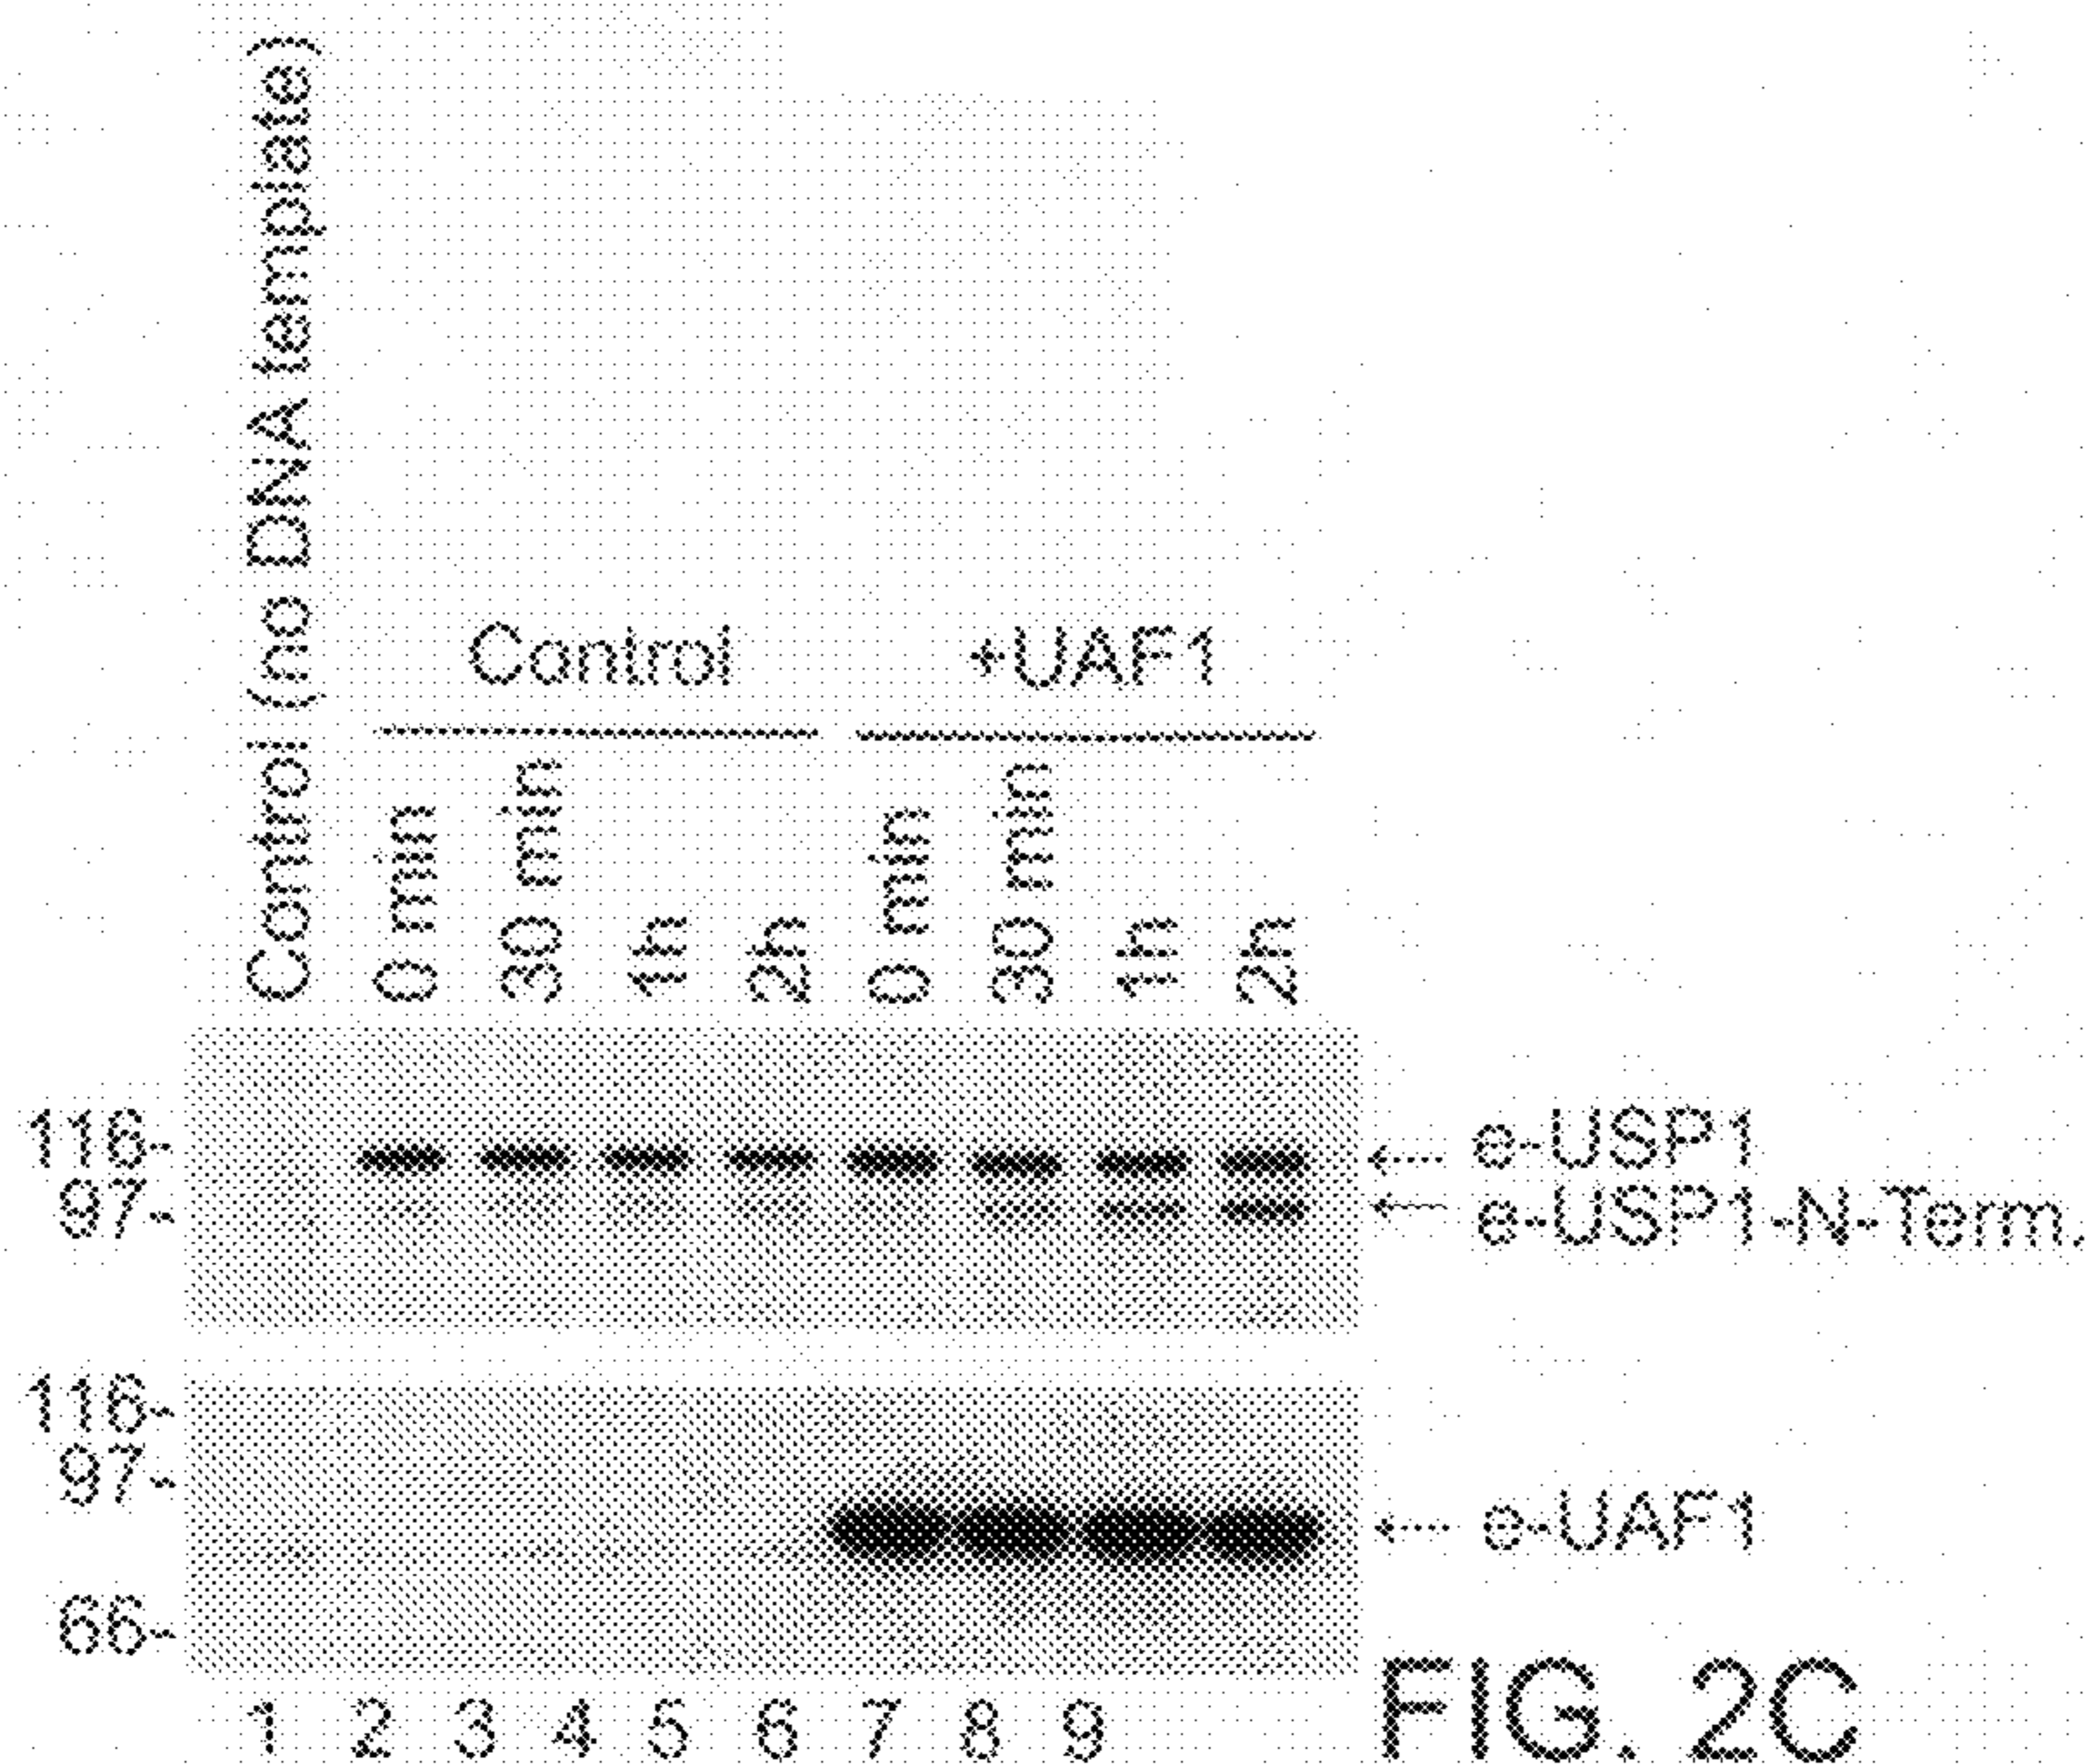 Control (no DNA template)
Control +UAF1
0 min 30 min 1h 2h 0 min 30 min 1h 2h
116- e-USP1
97- e-USP1-N-Term.
116-
97-
e-UAF1
66-
1 2 3 4 5 6 7 8 9
FIG. 2C